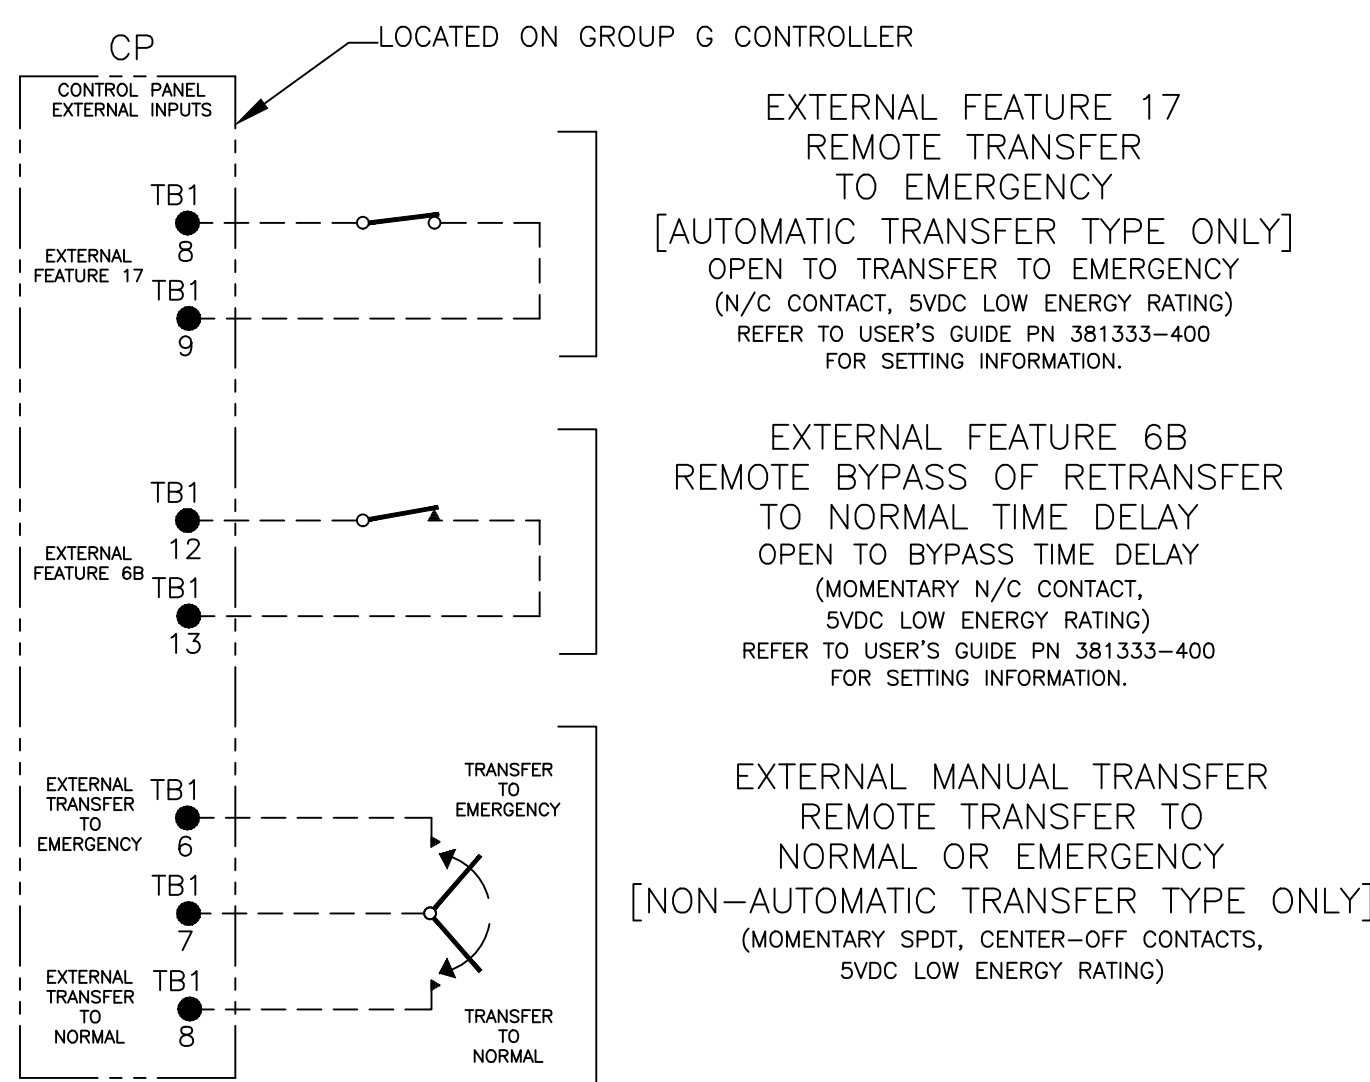 CP
LOCATED ON GROUP G CONTROLLER
CONTROL PANEL
EXTERNAL INPUTS
TB1
8
EXTERNAL
FEATURE 17
TB1
9
EXTERNAL FEATURE 17
REMOTE TRANSFER
TO EMERGENCY
[AUTOMATIC TRANSFER TYPE ONLY]
OPEN TO TRANSFER TO EMERGENCY
(N/C CONTACT, 5VDC LOW ENERGY RATING)
REFER TO USER'S GUIDE PN 381333-400
FOR SETTING INFORMATION.
TB1
12
EXTERNAL
FEATURE 6B
TB1
13
EXTERNAL FEATURE 6B
REMOTE BYPASS OF RETRANSFER
TO NORMAL TIME DELAY
OPEN TO BYPASS TIME DELAY
(MOMENTARY N/C CONTACT,
5VDC LOW ENERGY RATING)
REFER TO USER'S GUIDE PN 381333-400
FOR SETTING INFORMATION.
EXTERNAL
TRANSFER
TO
EMERGENCY
TB1
6
TB1
7
EXTERNAL
TRANSFER
TO
NORMAL
TB1
8
TRANSFER
TO
EMERGENCY
TRANSFER
TO
NORMAL
EXTERNAL MANUAL TRANSFER
REMOTE TRANSFER TO
NORMAL OR EMERGENCY
[NON-AUTOMATIC TRANSFER TYPE ONLY]
(MOMENTARY SPDT, CENTER-OFF CONTACTS,
5VDC LOW ENERGY RATING)